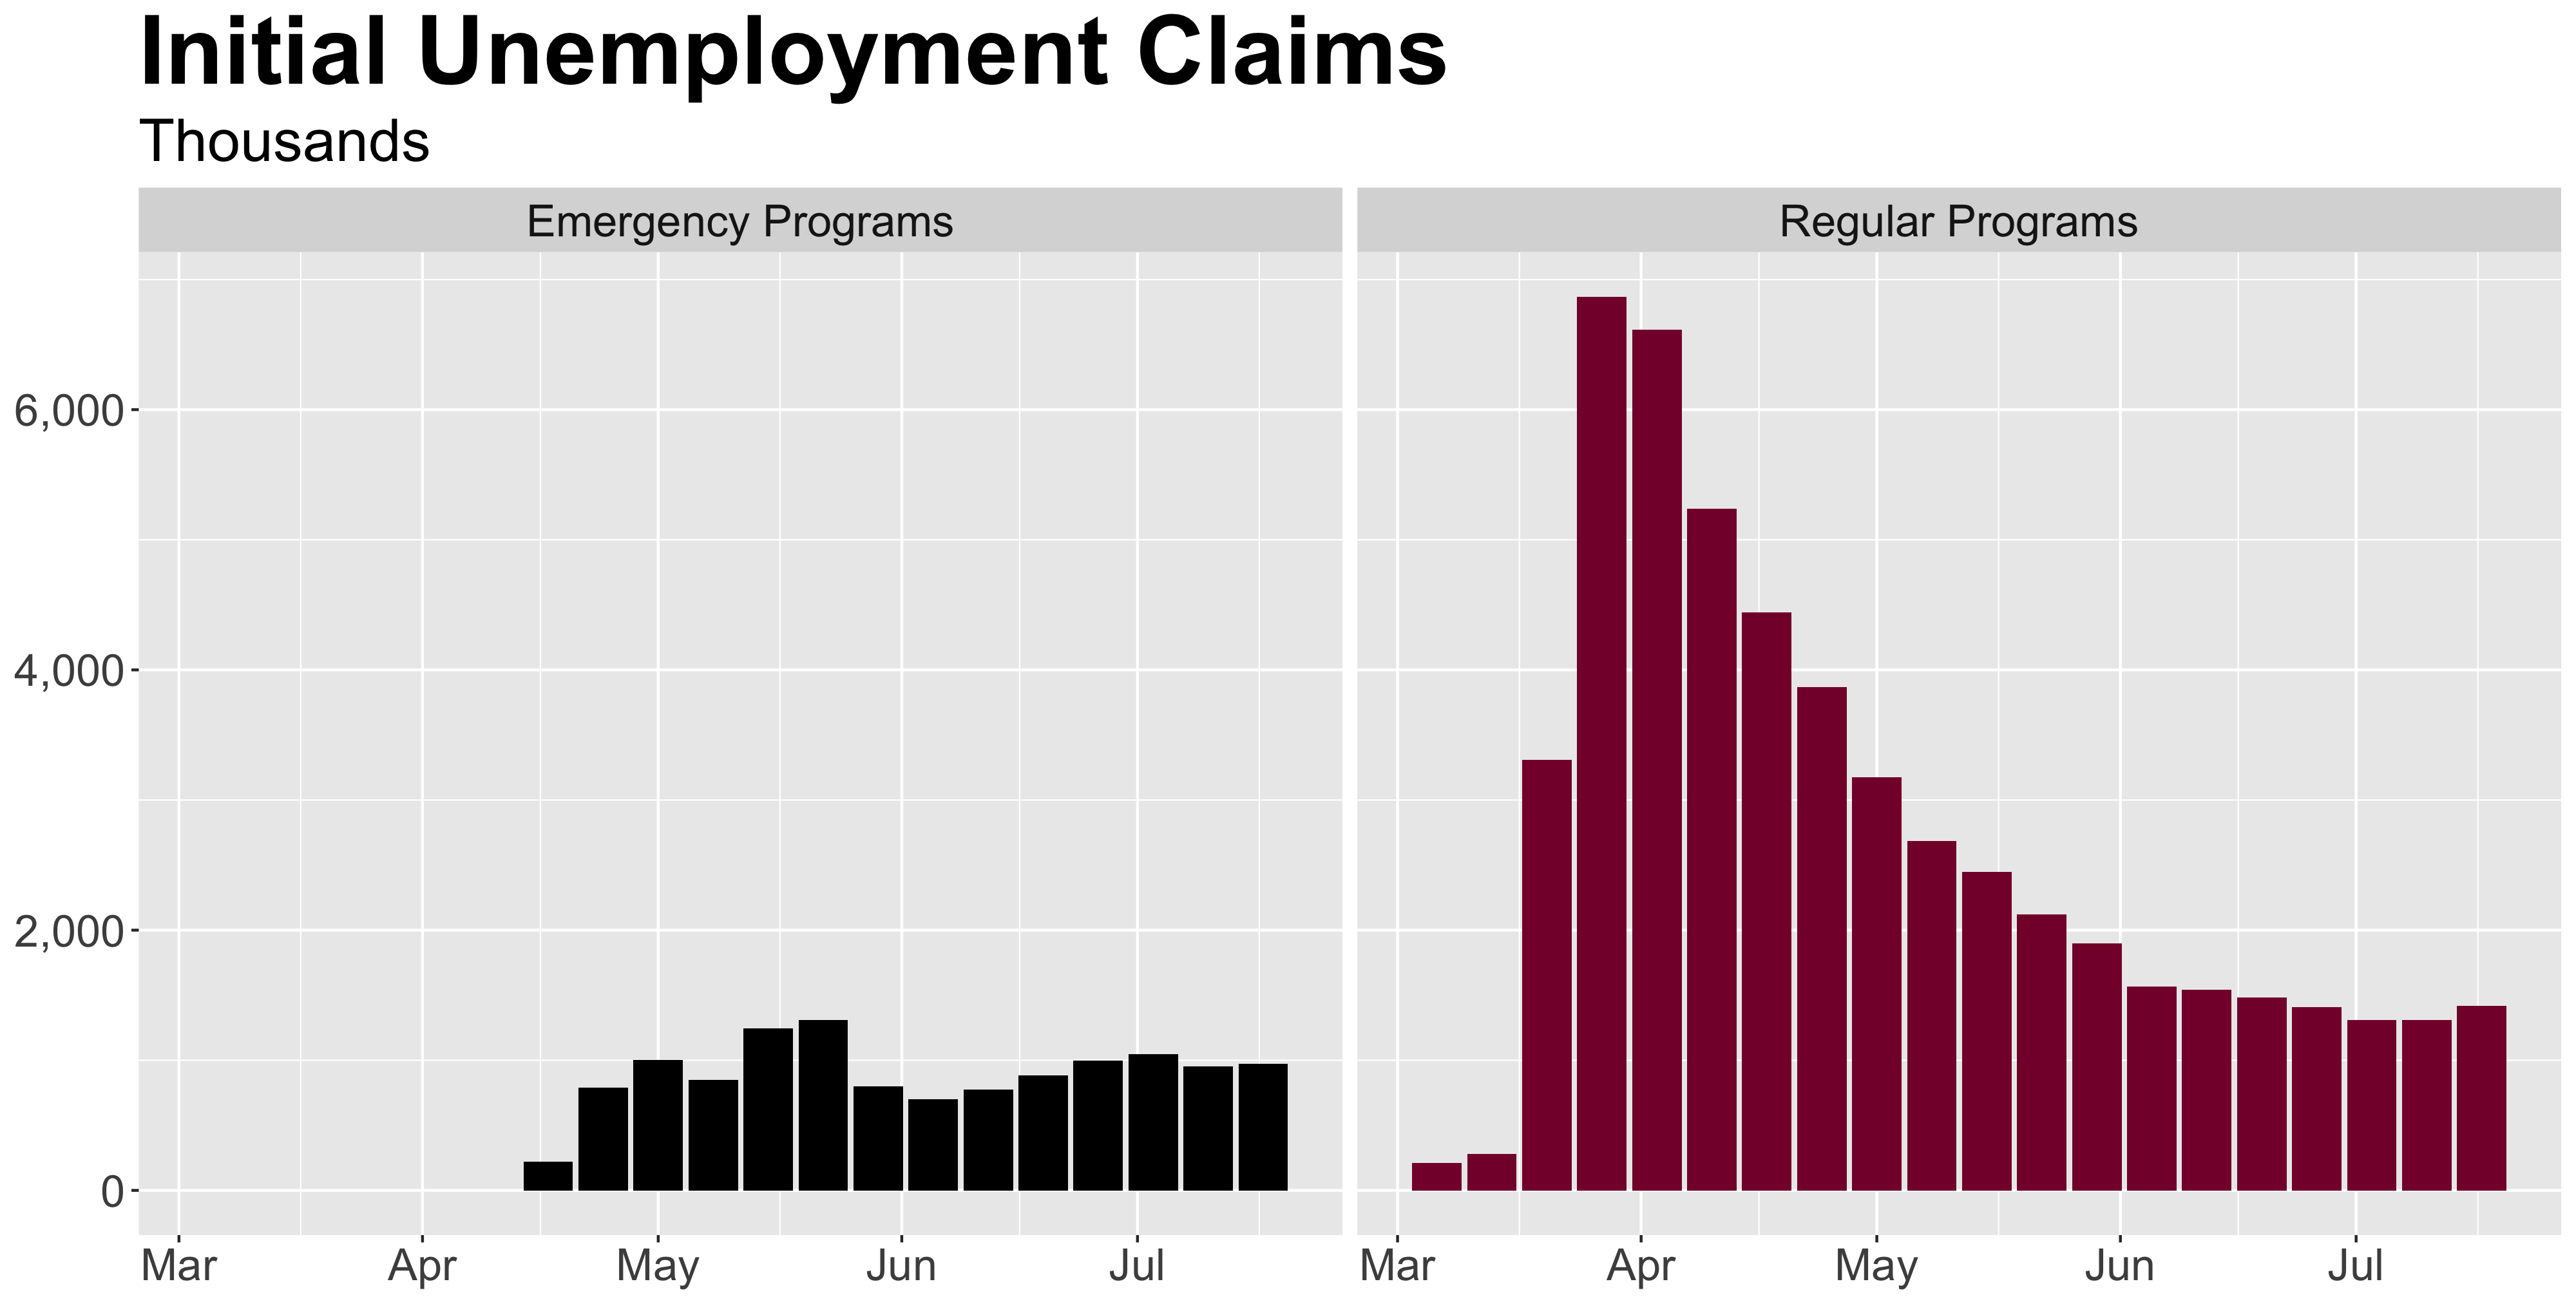 Initial Unemployment Claims
Thousands
Emergency Programs
Regular Programs
6,000
4,000
2,000
0
Mar Apr May Jun Jul
Mar Apr May Jun Jul